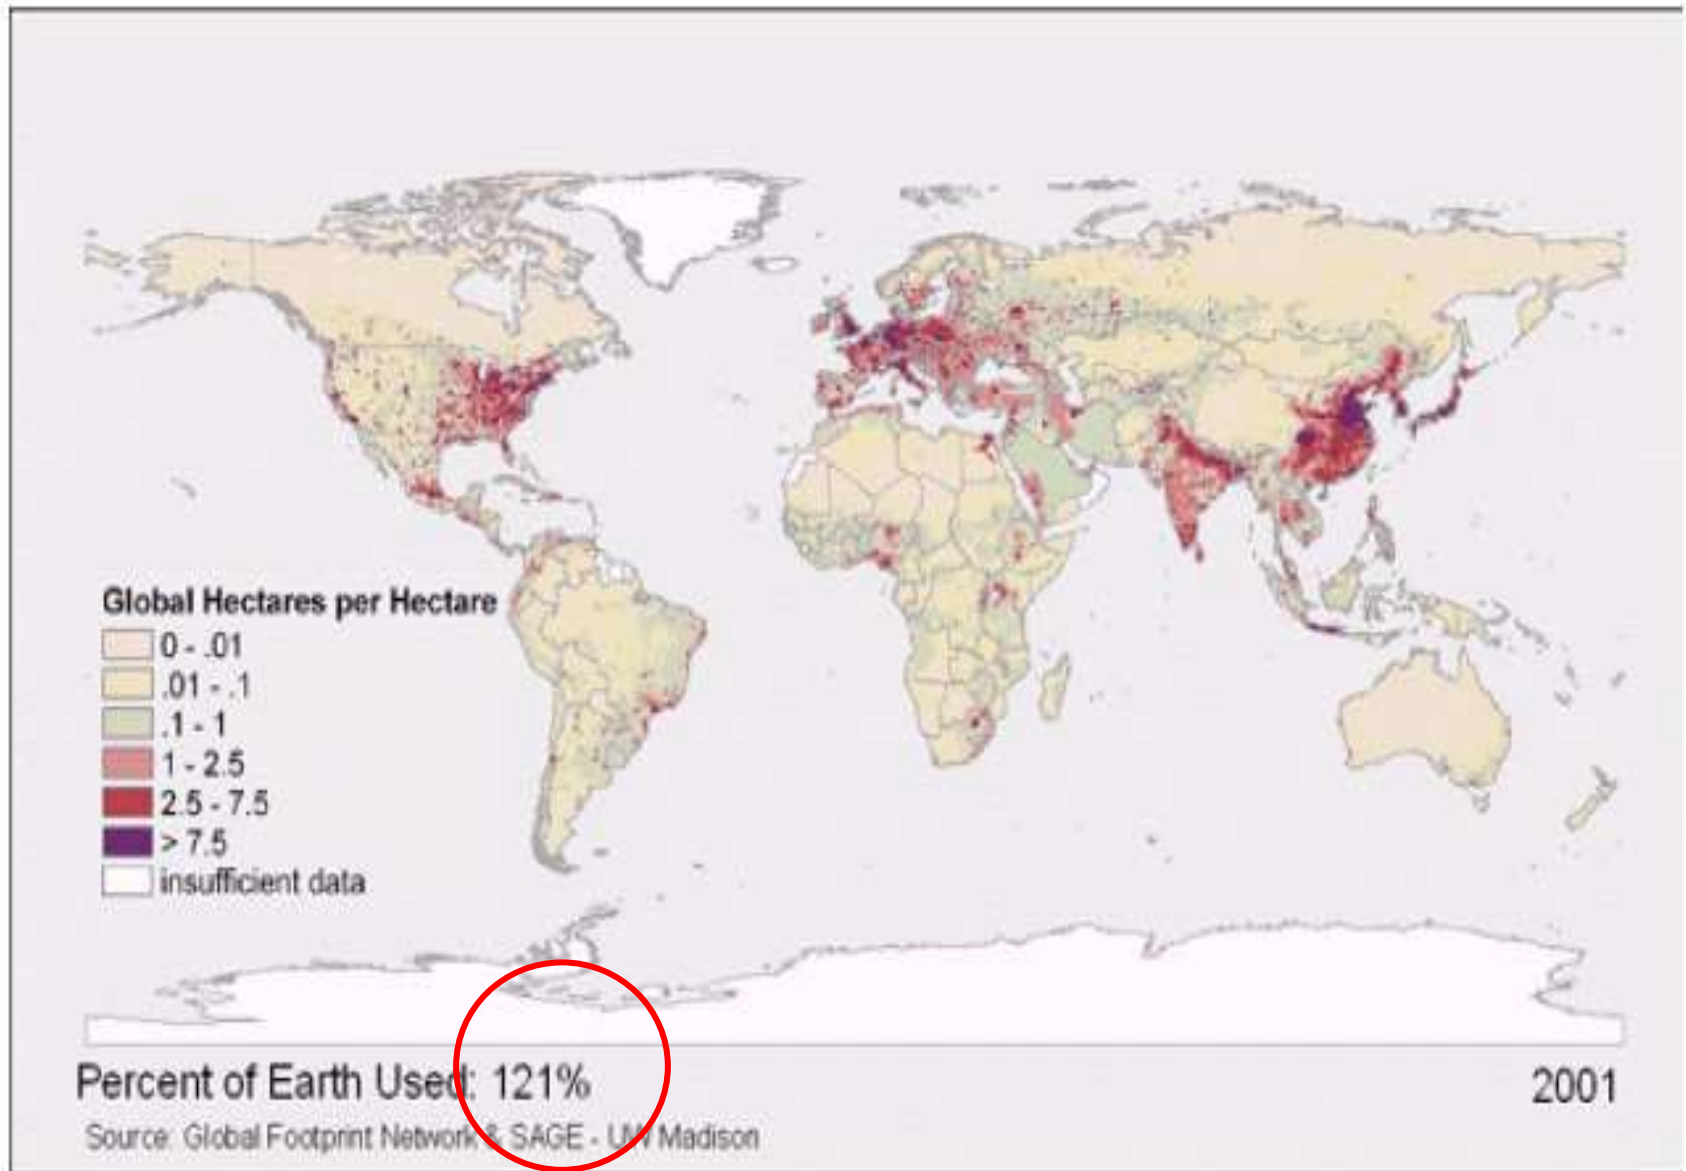 Global Hectares per Hectare
0 - .01
.01 - .1
.1 - 1
1 - 2.5
2.5 - 7.5
> 7.5
insufficient data
Percent of Earth Used: 121%
2001
Source: Global Footprint Network & SAGE - UW Madison